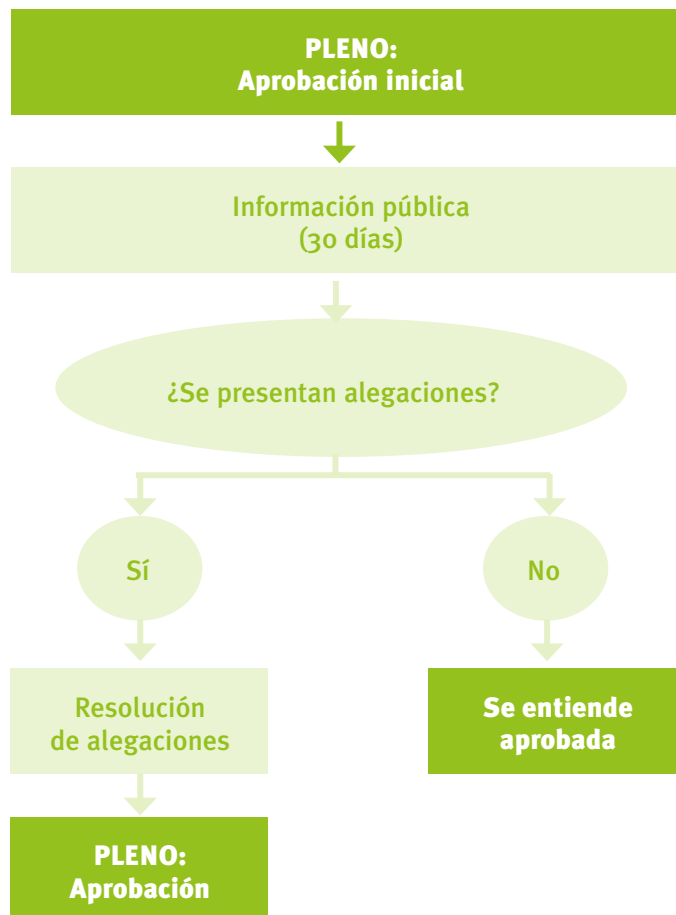 PLENO:
Aprobación inicial
Información pública
(30 días)
¿Se presentan alegaciones?
Sí
No
Resolución
de alegaciones
Se entiende
aprobada
PLENO:
Aprobación